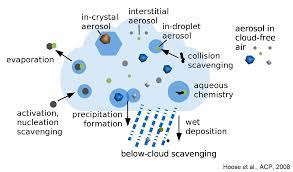 in-crystal
aerosol
interstitial
aerosol
in-droplet
aerosol
aerosol in
cloud-free
air
evaporation
collision
scavenging
aqueous
chemistry
activation,
nucleation
scavenging
precipitation
formation
wet
deposition
below-cloud scavenging
Hoose et al., ACP, 2008